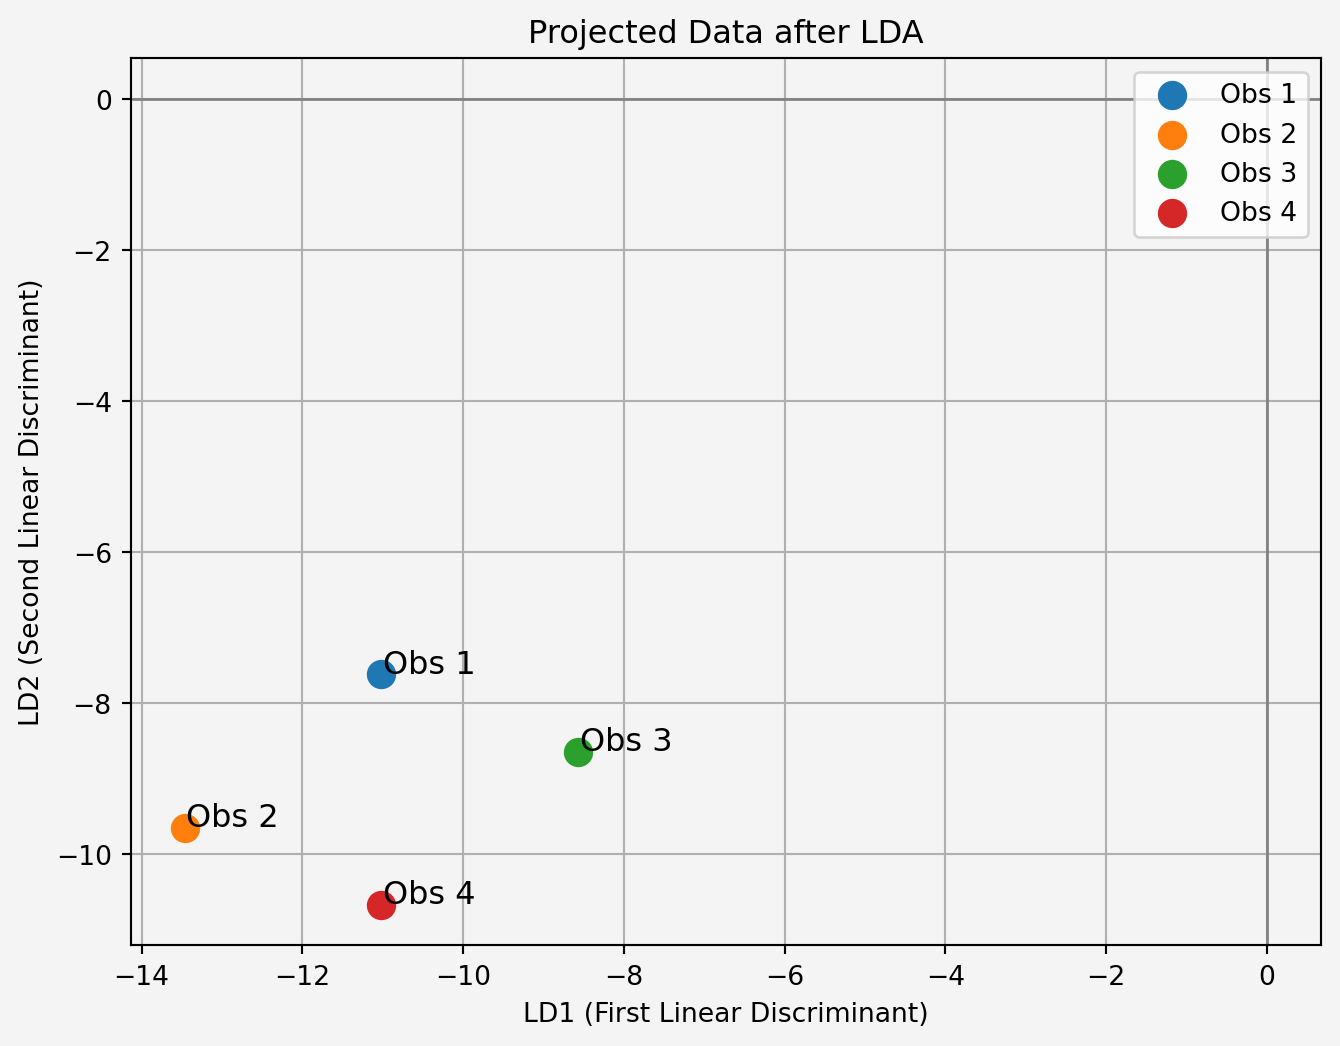 Projected Data after LDA
Obs 1
Obs 2
Obs 3
Obs 4
0
−2
−4
−6
−8
−10
LD2 (Second Linear Discriminant)
Obs 1
Obs 3
Obs 2
Obs 4
−14 −12 −10 −8 −6 −4 −2 0
LD1 (First Linear Discriminant)